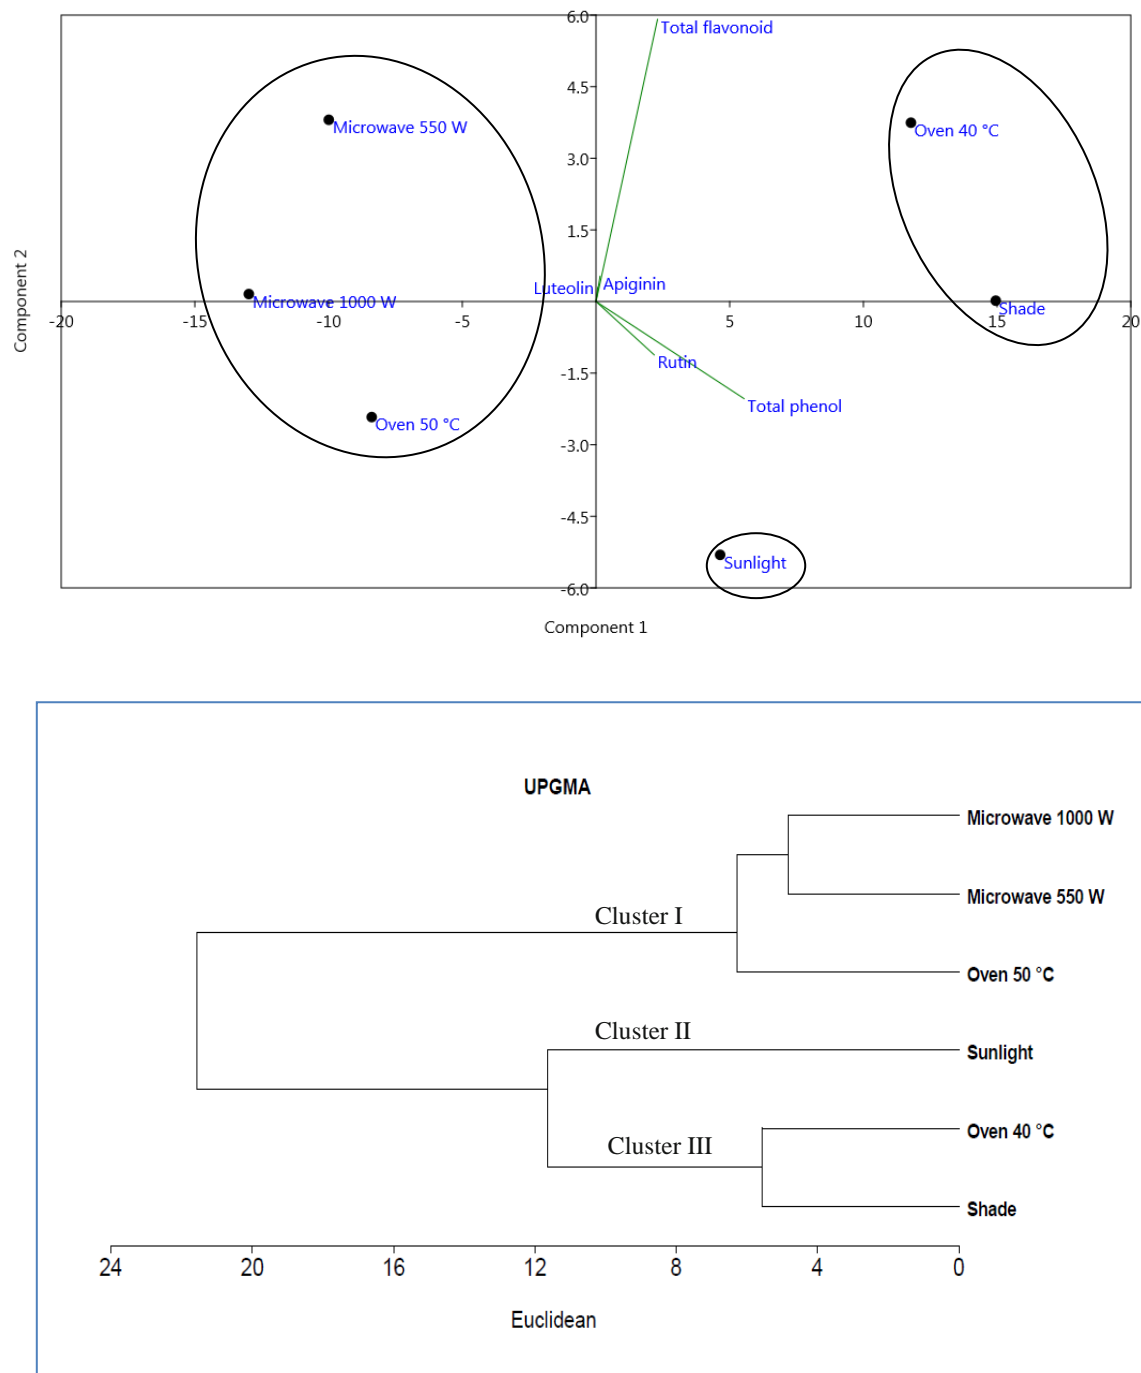 6.0
Total flavonoid
4.5
Microwave 550 W
Oven 40 °C
3.0
1.5
Component 2
Luteolin
Apiginin
Microwave 1000 W
Shade
-20
-15
-10
-5
5
10
15
20
-1.5
Rutin
Total phenol
Oven 50 °C
-3.0
-4.5
Sunlight
-6.0
Component 1
UPGMA
Microwave 1000 W
Microwave 550 W
Cluster I
Oven 50 °C
Cluster II
Sunlight
Oven 40 °C
Cluster III
Shade
24 20 16 12 8 4 0
Euclidean